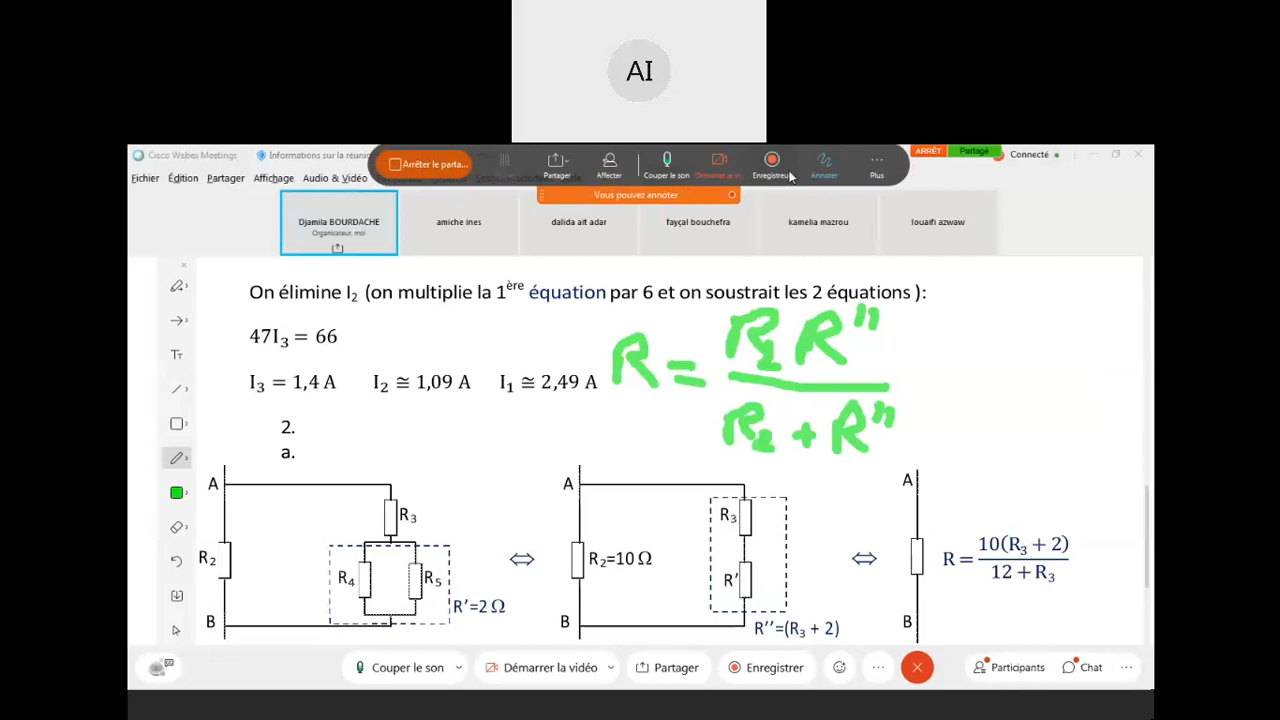 AI
Cisco Webex Meetings
Informations sur la réunio
Arrêter le parta...
Partager
Affecter
Couper le son
Enregistreu
Annoter
Plus
ARRÊT
Partagé
Connecté
Fichier Édition Partager Affichage Audio & Vidéo
Vous pouvez annoter
Djamila BOURDACHE
Organisateur, moi
amiche ines
dalida ait adar
fayçal bouchefra
kamelia mazrou
louaifi azwaw
On élimine I₂ (on multiplie la 1ère équation par 6 et on soustrait les 2 équations ):
47I₃ = 66
I₃ = 1,4 A I₂ ≅ 1,09 A I₁ ≅ 2,49 A
R = R₂ R" / R₂ + R"
2.
a.
A
R₃
R₂
R₄
R₅
R'=2 Ω
B
⇔
A
R₃
R₂=10 Ω
R'
B
R''=(R₃ + 2)
⇔
A
R = 10(R₃ + 2) / 12 + R₃
B
Couper le son
Démarrer la vidéo
Partager
Enregistrer
Participants
Chat